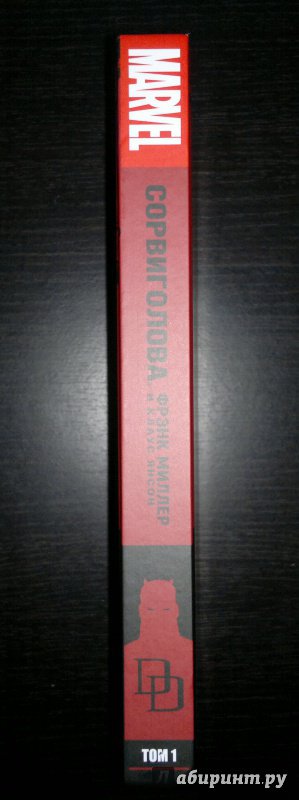 MARVEL
СОРВИГОЛОВА
ФРЭНК МИЛЛЕР
И КЛАУС ЯНСОН
DD
ТОМ 1
абиринт.ру